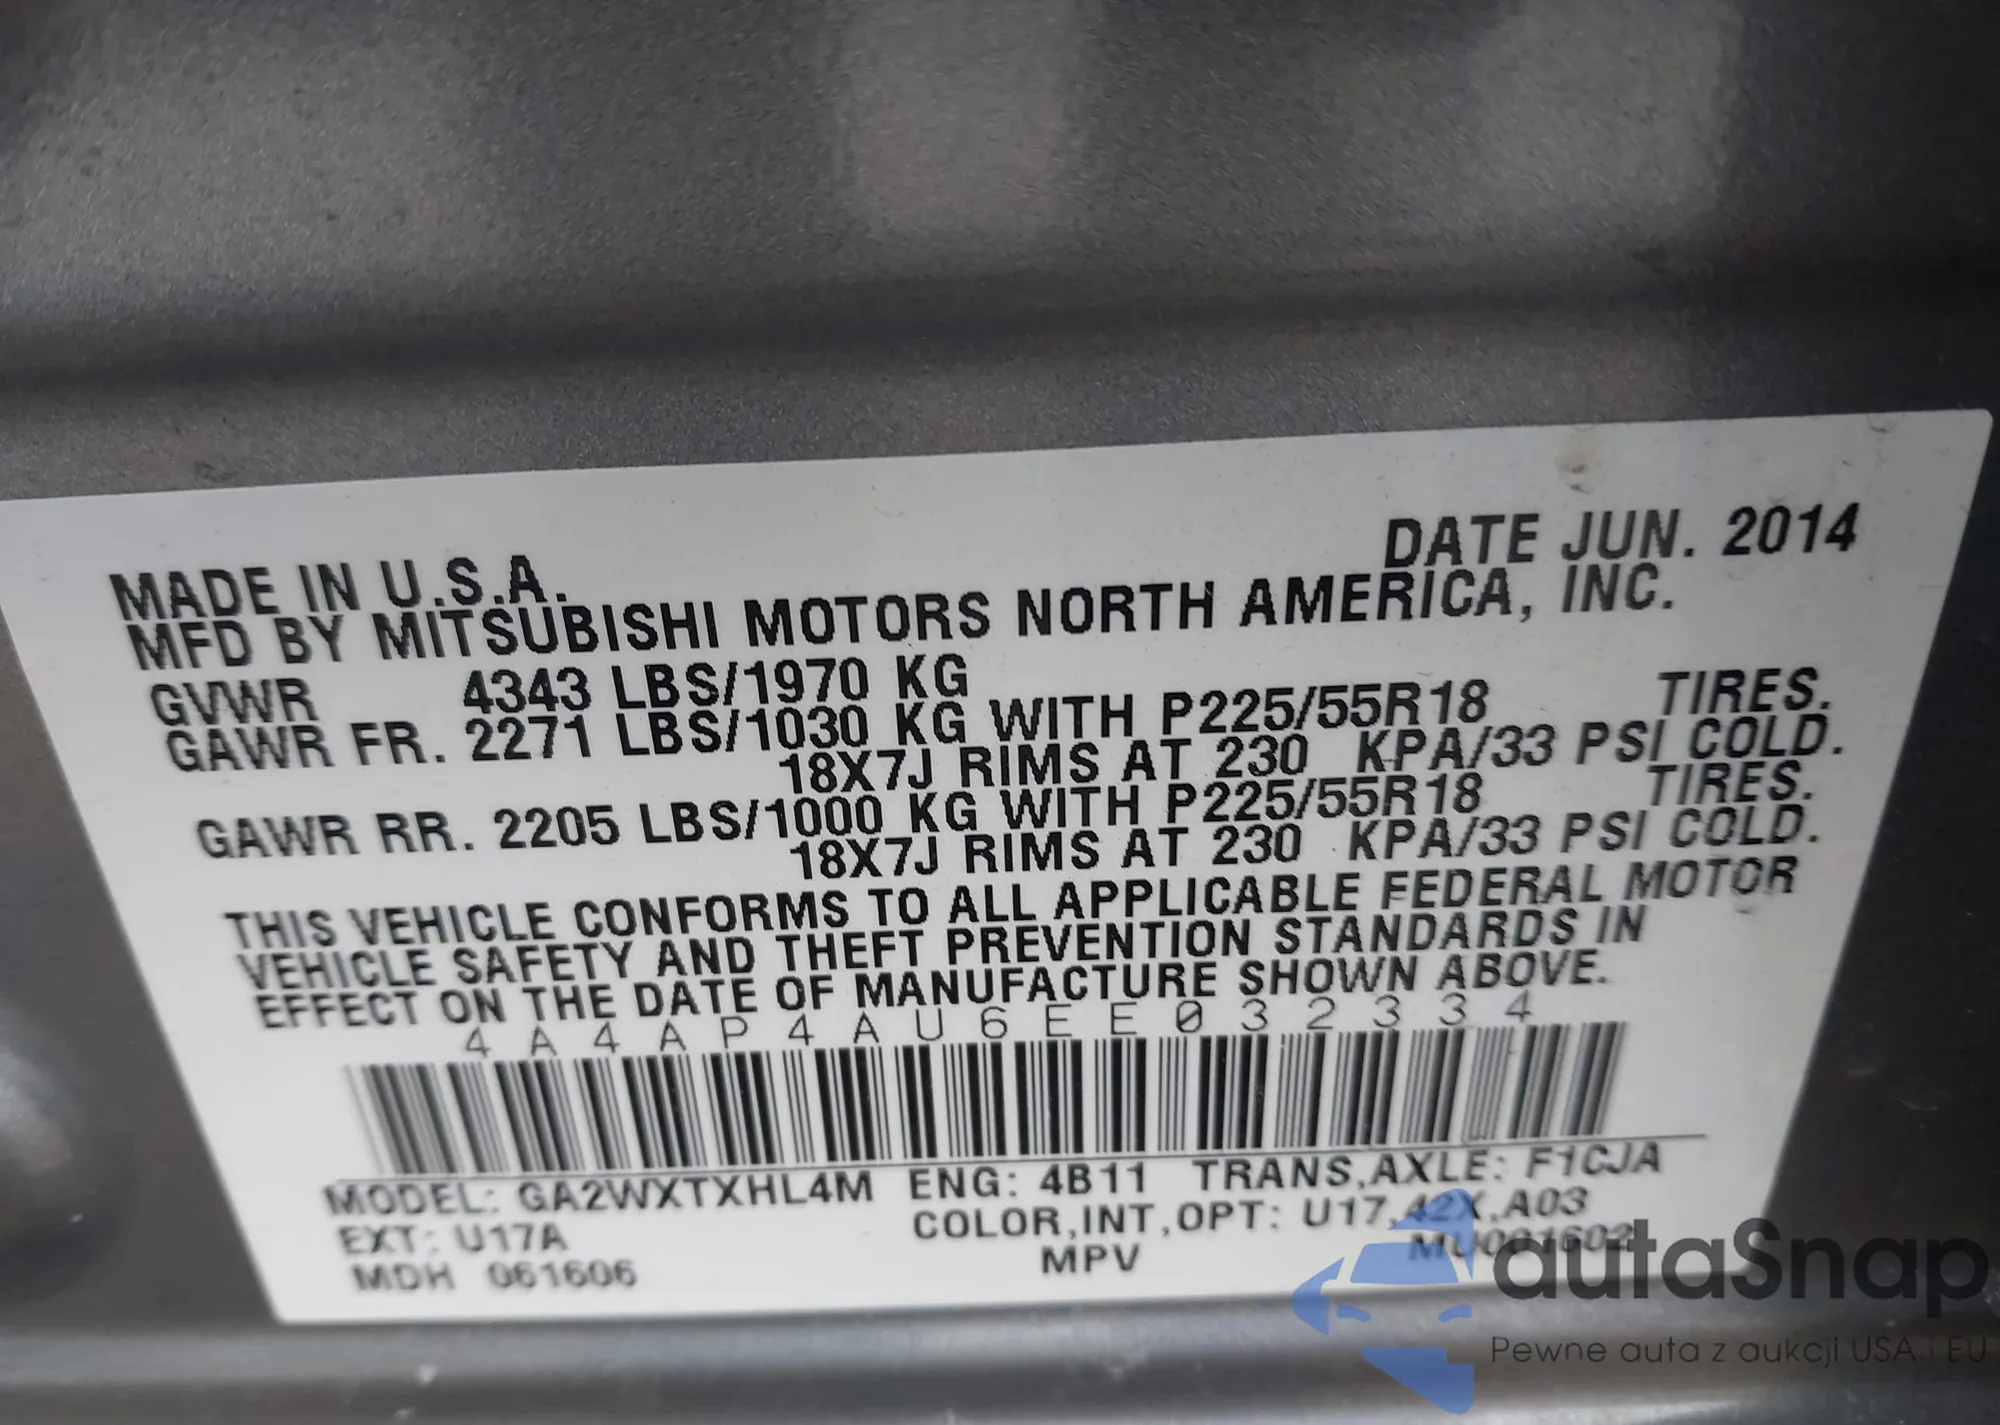 DATE JUN. 2014
MADE IN U.S.A.
MFD BY MITSUBISHI MOTORS NORTH AMERICA, INC.
GVWR 4343 LBS/1970 KG
GAWR FR. 2271 LBS/1030 KG WITH P225/55R18 TIRES.
18X7J RIMS AT 230 KPA/33 PSI COLD.
GAWR RR. 2205 LBS/1000 KG WITH P225/55R18 TIRES.
18X7J RIMS AT 230 KPA/33 PSI COLD.
THIS VEHICLE CONFORMS TO ALL APPLICABLE FEDERAL MOTOR
VEHICLE SAFETY AND THEFT PREVENTION STANDARDS IN
EFFECT ON THE DATE OF MANUFACTURE SHOWN ABOVE.
4A4AP4AU6EE032334
MODEL: GA2WXTXHL4M ENG: 4B11 TRANS,AXLE: F1CJA
EXT: U17A COLOR,INT,OPT: U17,42X,A03
MDH 061606 MPV MU001602
autaSnap
Pewne auta z aukcji USA i EU